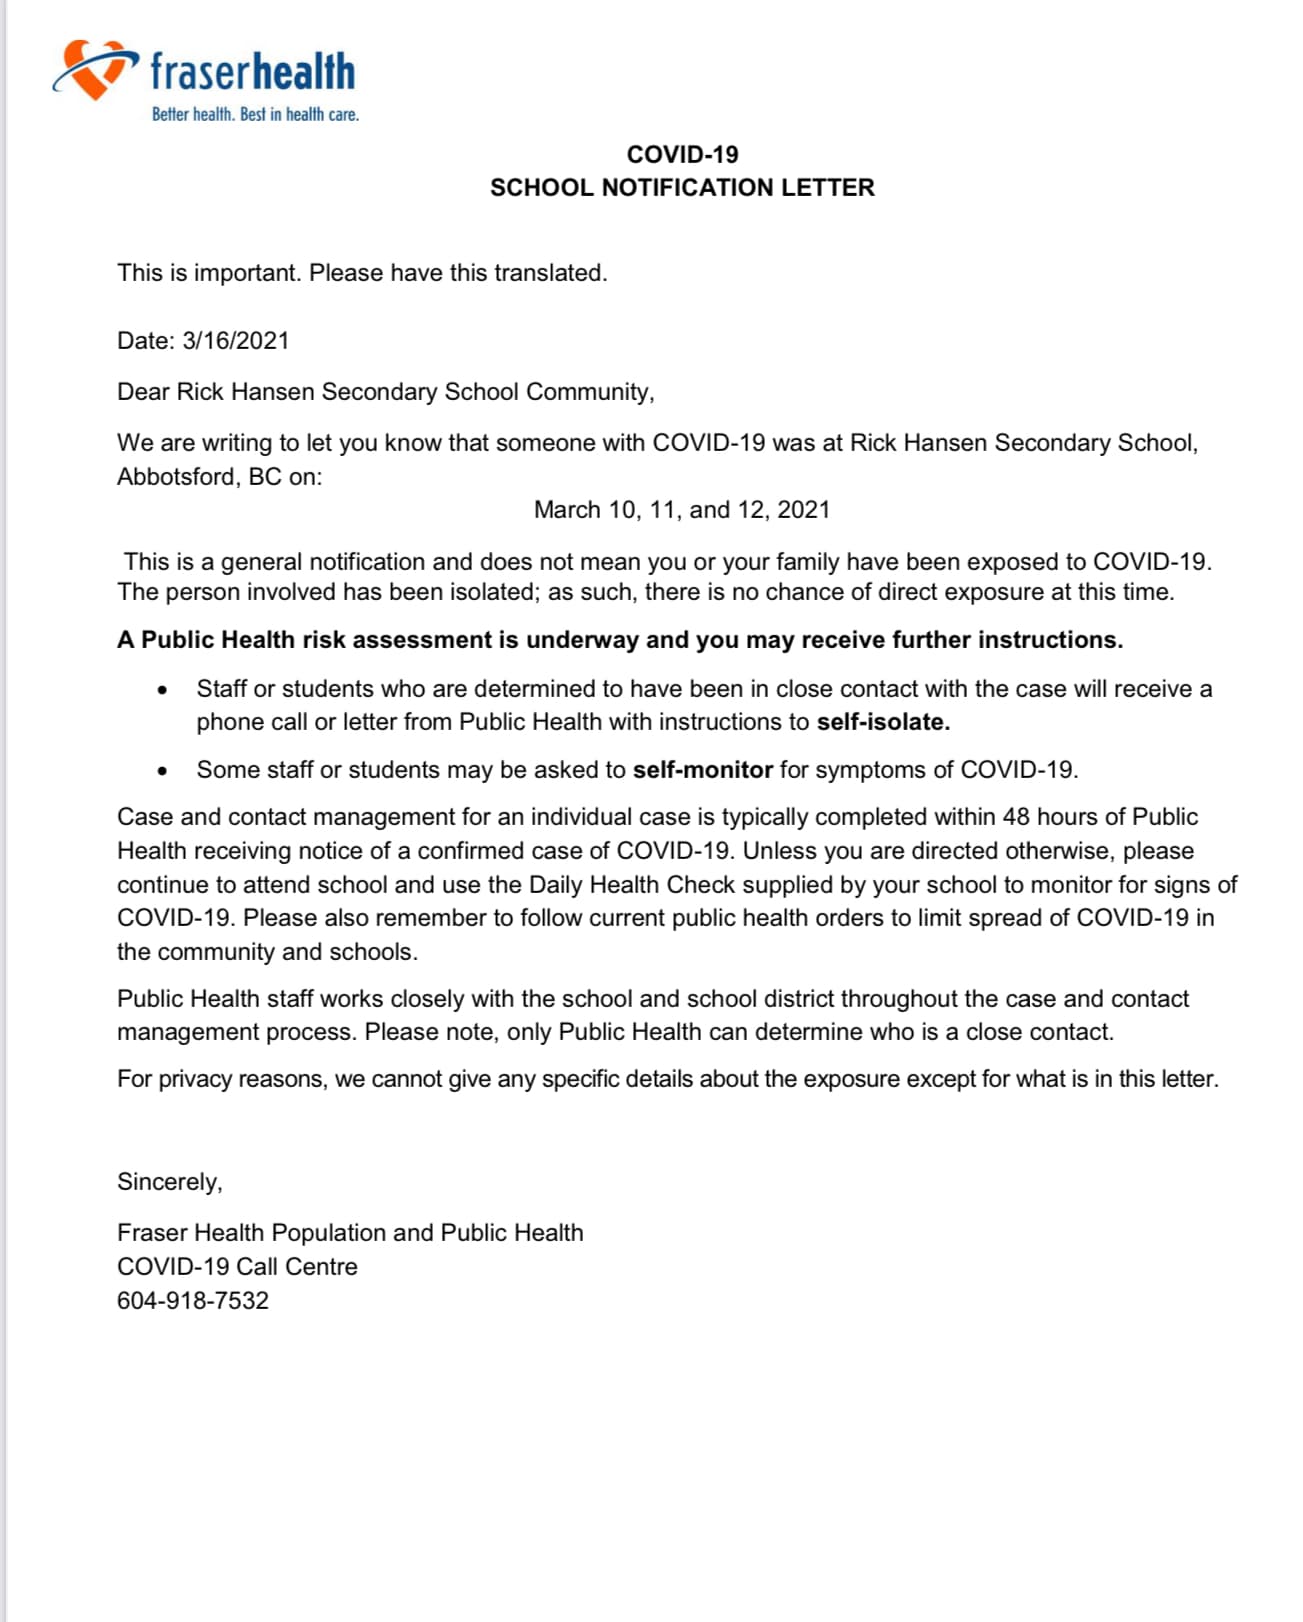 fraserhealth
Better health. Best in health care.
COVID-19
SCHOOL NOTIFICATION LETTER
This is important. Please have this translated.
Date: 3/16/2021
Dear Rick Hansen Secondary School Community,
We are writing to let you know that someone with COVID-19 was at Rick Hansen Secondary School,
Abbotsford, BC on:
March 10, 11, and 12, 2021
This is a general notification and does not mean you or your family have been exposed to COVID-19.
The person involved has been isolated; as such, there is no chance of direct exposure at this time.
A Public Health risk assessment is underway and you may receive further instructions.
• Staff or students who are determined to have been in close contact with the case will receive a
phone call or letter from Public Health with instructions to self-isolate.
• Some staff or students may be asked to self-monitor for symptoms of COVID-19.
Case and contact management for an individual case is typically completed within 48 hours of Public
Health receiving notice of a confirmed case of COVID-19. Unless you are directed otherwise, please
continue to attend school and use the Daily Health Check supplied by your school to monitor for signs of
COVID-19. Please also remember to follow current public health orders to limit spread of COVID-19 in
the community and schools.
Public Health staff works closely with the school and school district throughout the case and contact
management process. Please note, only Public Health can determine who is a close contact.
For privacy reasons, we cannot give any specific details about the exposure except for what is in this letter.
Sincerely,
Fraser Health Population and Public Health
COVID-19 Call Centre
604-918-7532